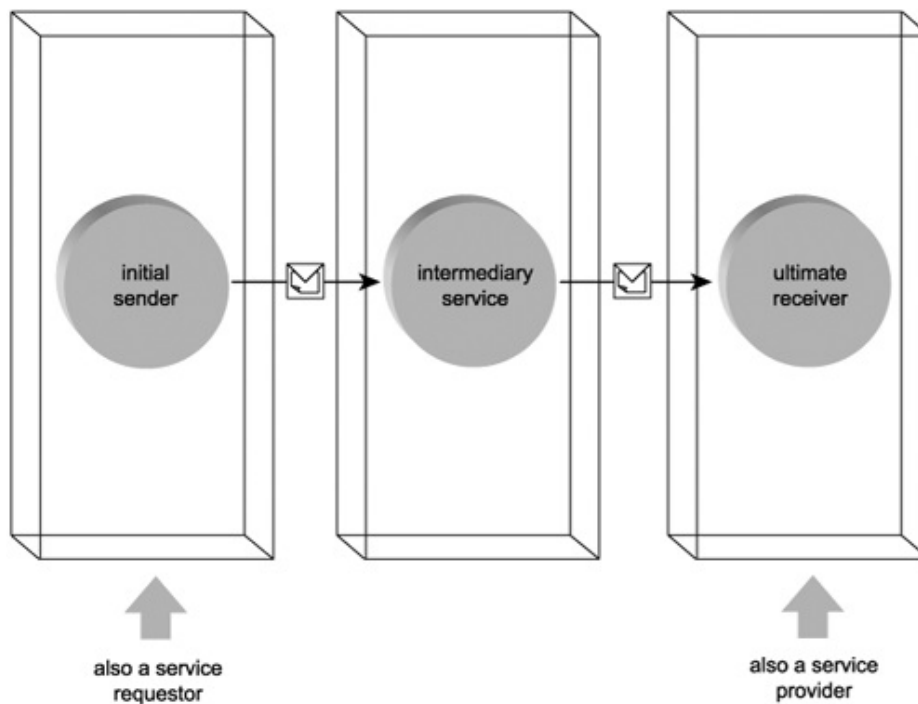 initial
sender
intermediary
service
ultimate
receiver
also a service
requestor
also a service
provider